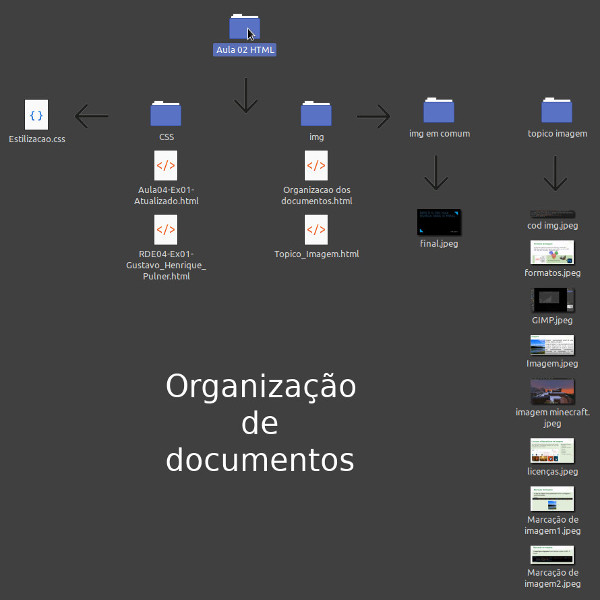 Aula 02 HTML
Estilizacao.css
CSS
img
img em comum
topico imagem
Aula04-Ex01-
Atualizado.html
Organizacao dos
documentos.html
RDE04-Ex01-
Gustavo_Henrique_
Pulner.html
Topico_Imagem.html
final.jpeg
cod img.jpeg
formatos.jpeg
GIMP.jpeg
Imagem.jpeg
imagem minecraft.
jpeg
licenças.jpeg
Marcação de
imagem1.jpeg
Marcação de
imagem2.jpeg
Organização
de
documentos